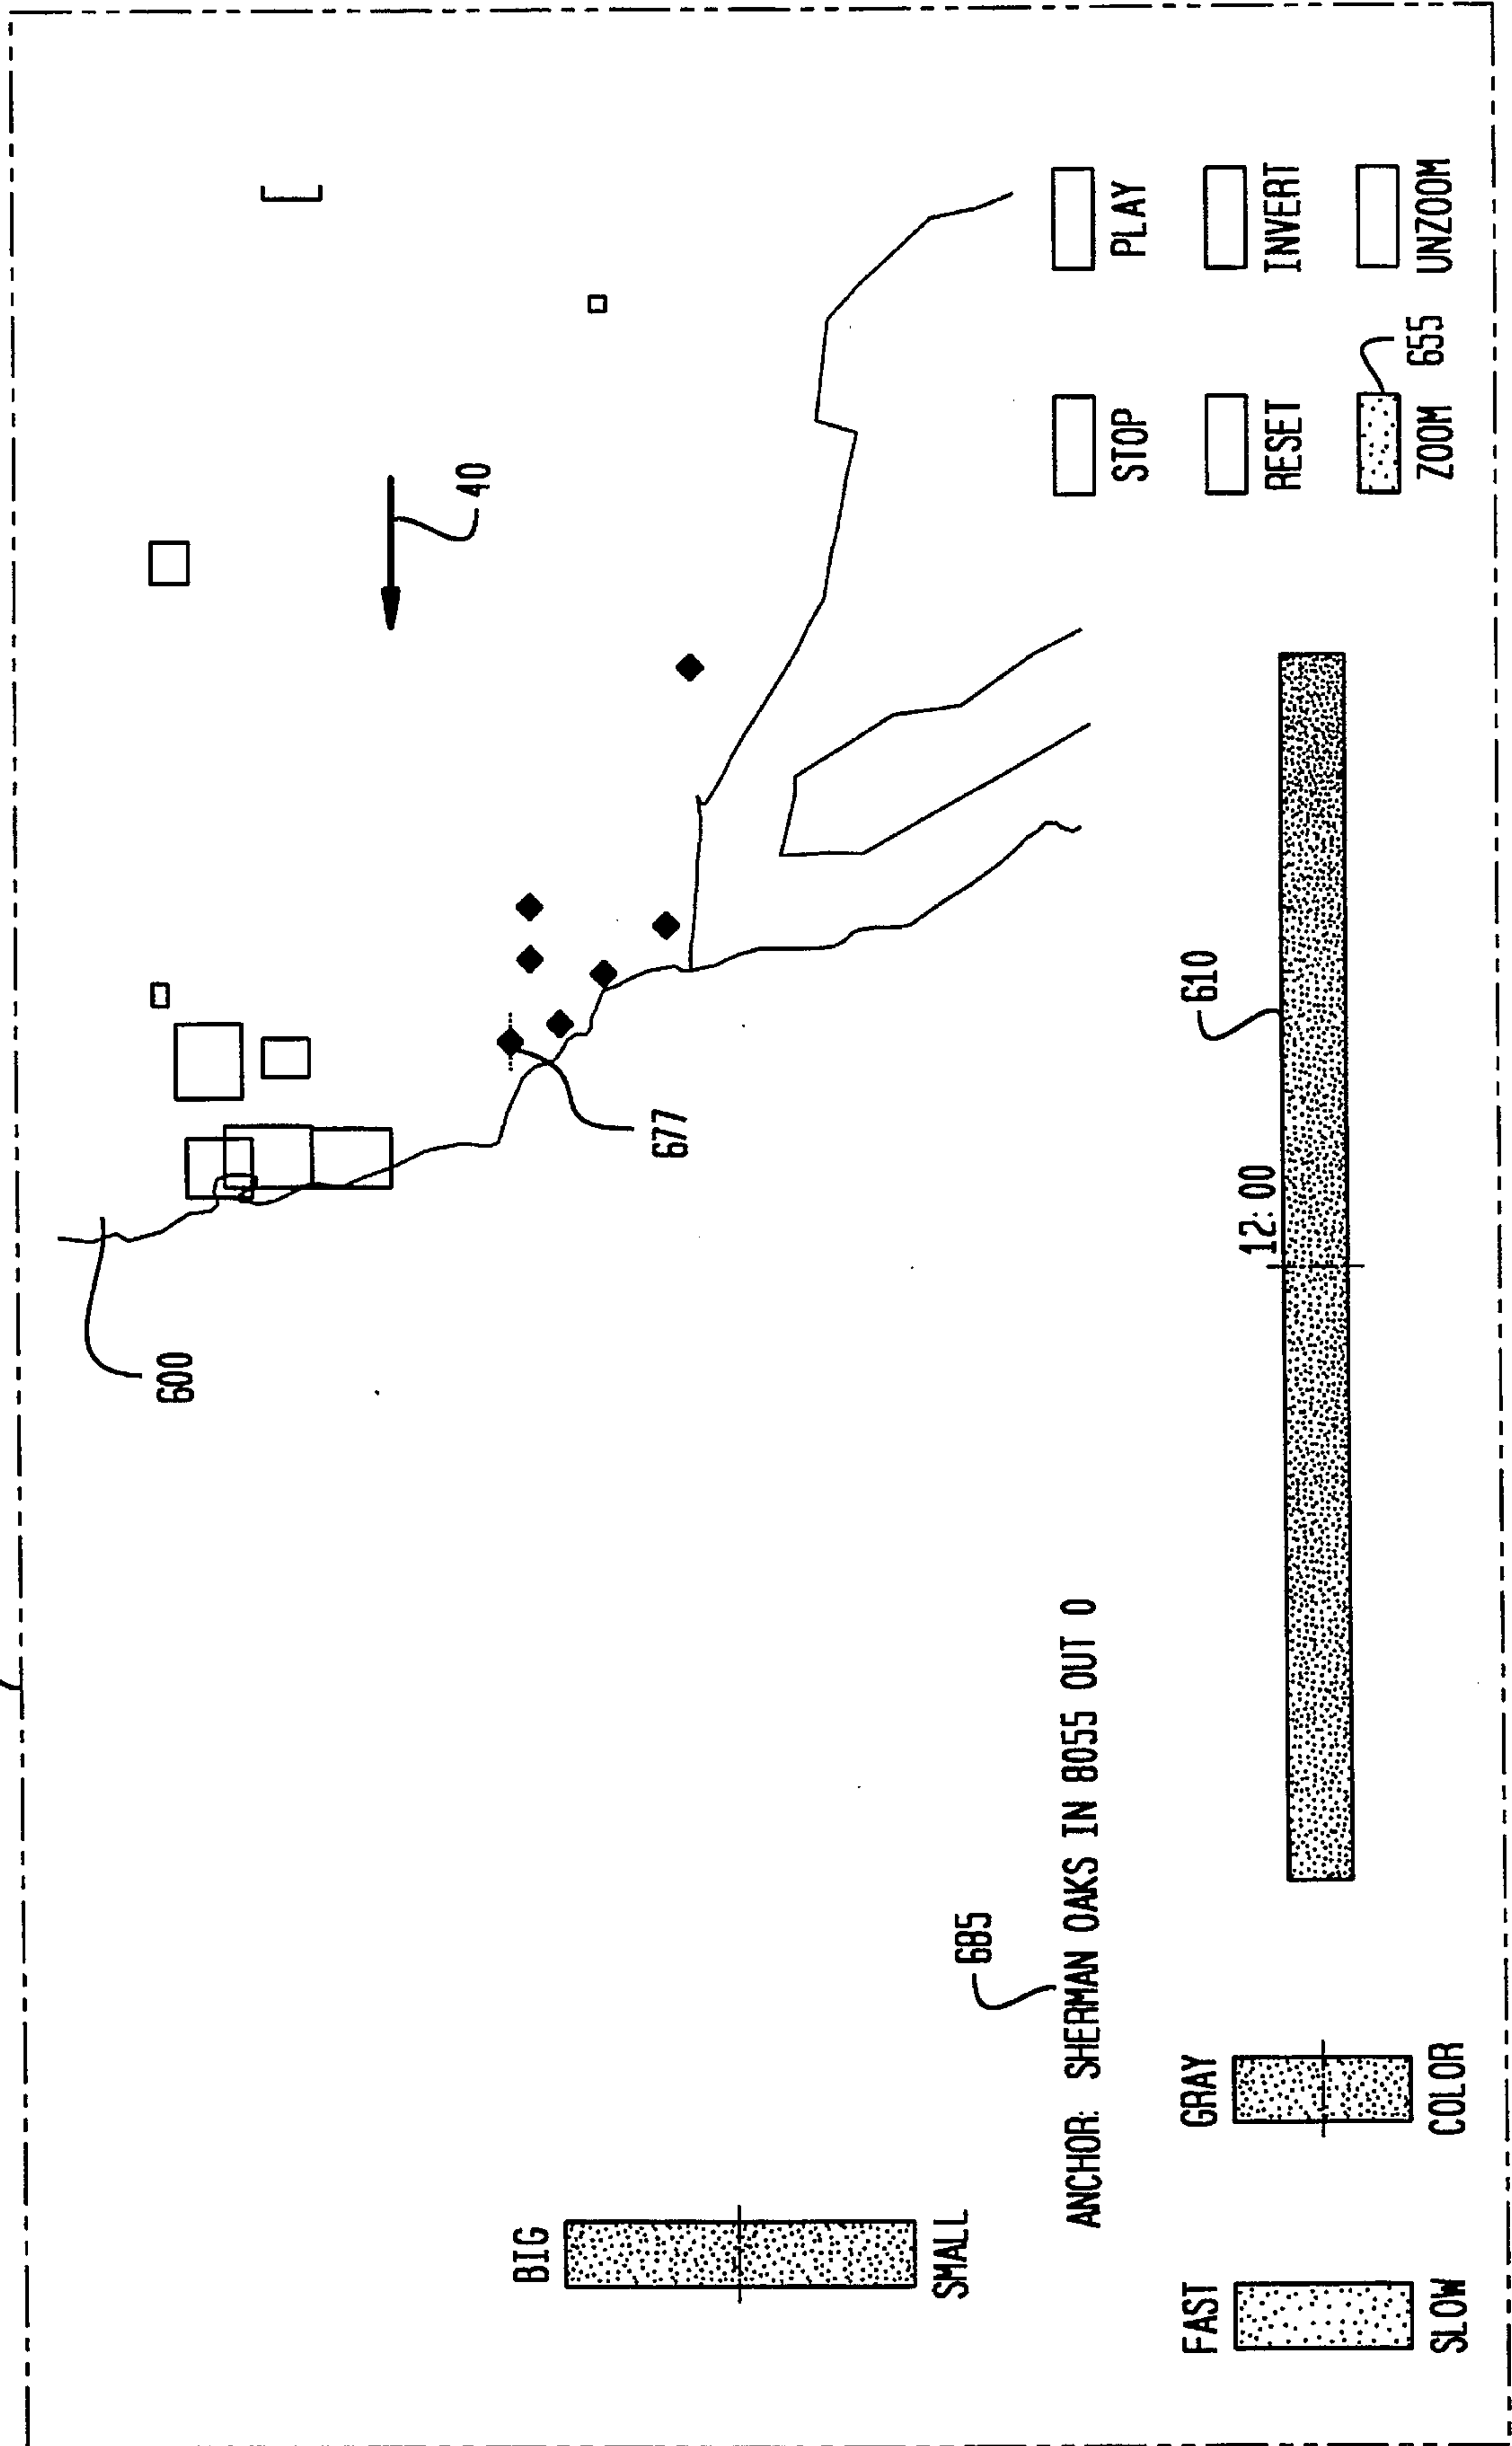 600
40
BIG
677
SMALL
685
ANCHOR: SHERMAN OAKS IN 8055 OUT 0
STOP PLAY
FAST GRAY 610
12:00
RESET INVERT
655
SLOW COLOR ZOOM UNZOOM